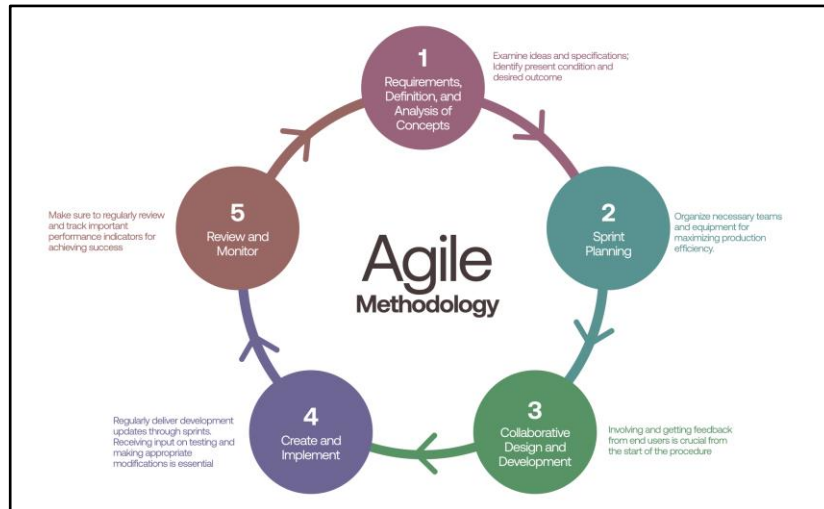 1
Requirements,
Definition, and
Analysis of
Concepts
Examine ideas and specifications;
Identify present condition and
desired outcome
2
Sprint
Planning
Organize necessary teams
and equipment for
maximizing production
efficiency.
3
Collaborative
Design and
Development
Involving and getting feedback
from end users is crucial from
the start of the procedure
4
Create and
Implement
Regularly deliver development
updates through sprints.
Receiving input on testing and
making appropriate
modifications is essential
5
Review and
Monitor
Make sure to regularly review
and track important
performance indicators for
achieving success
Agile
Methodology